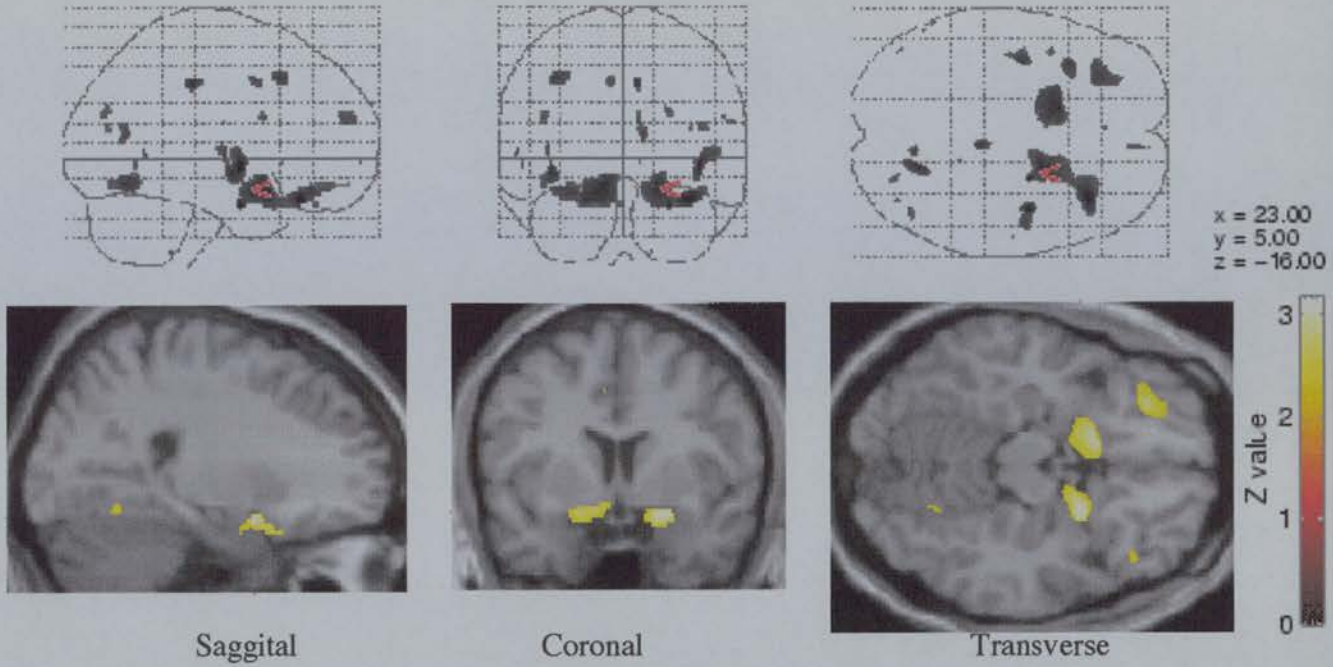 x = 23.00
y = 5.00
z = -16.00
3
2
1
0
Z value
Saggital
Coronal
Transverse